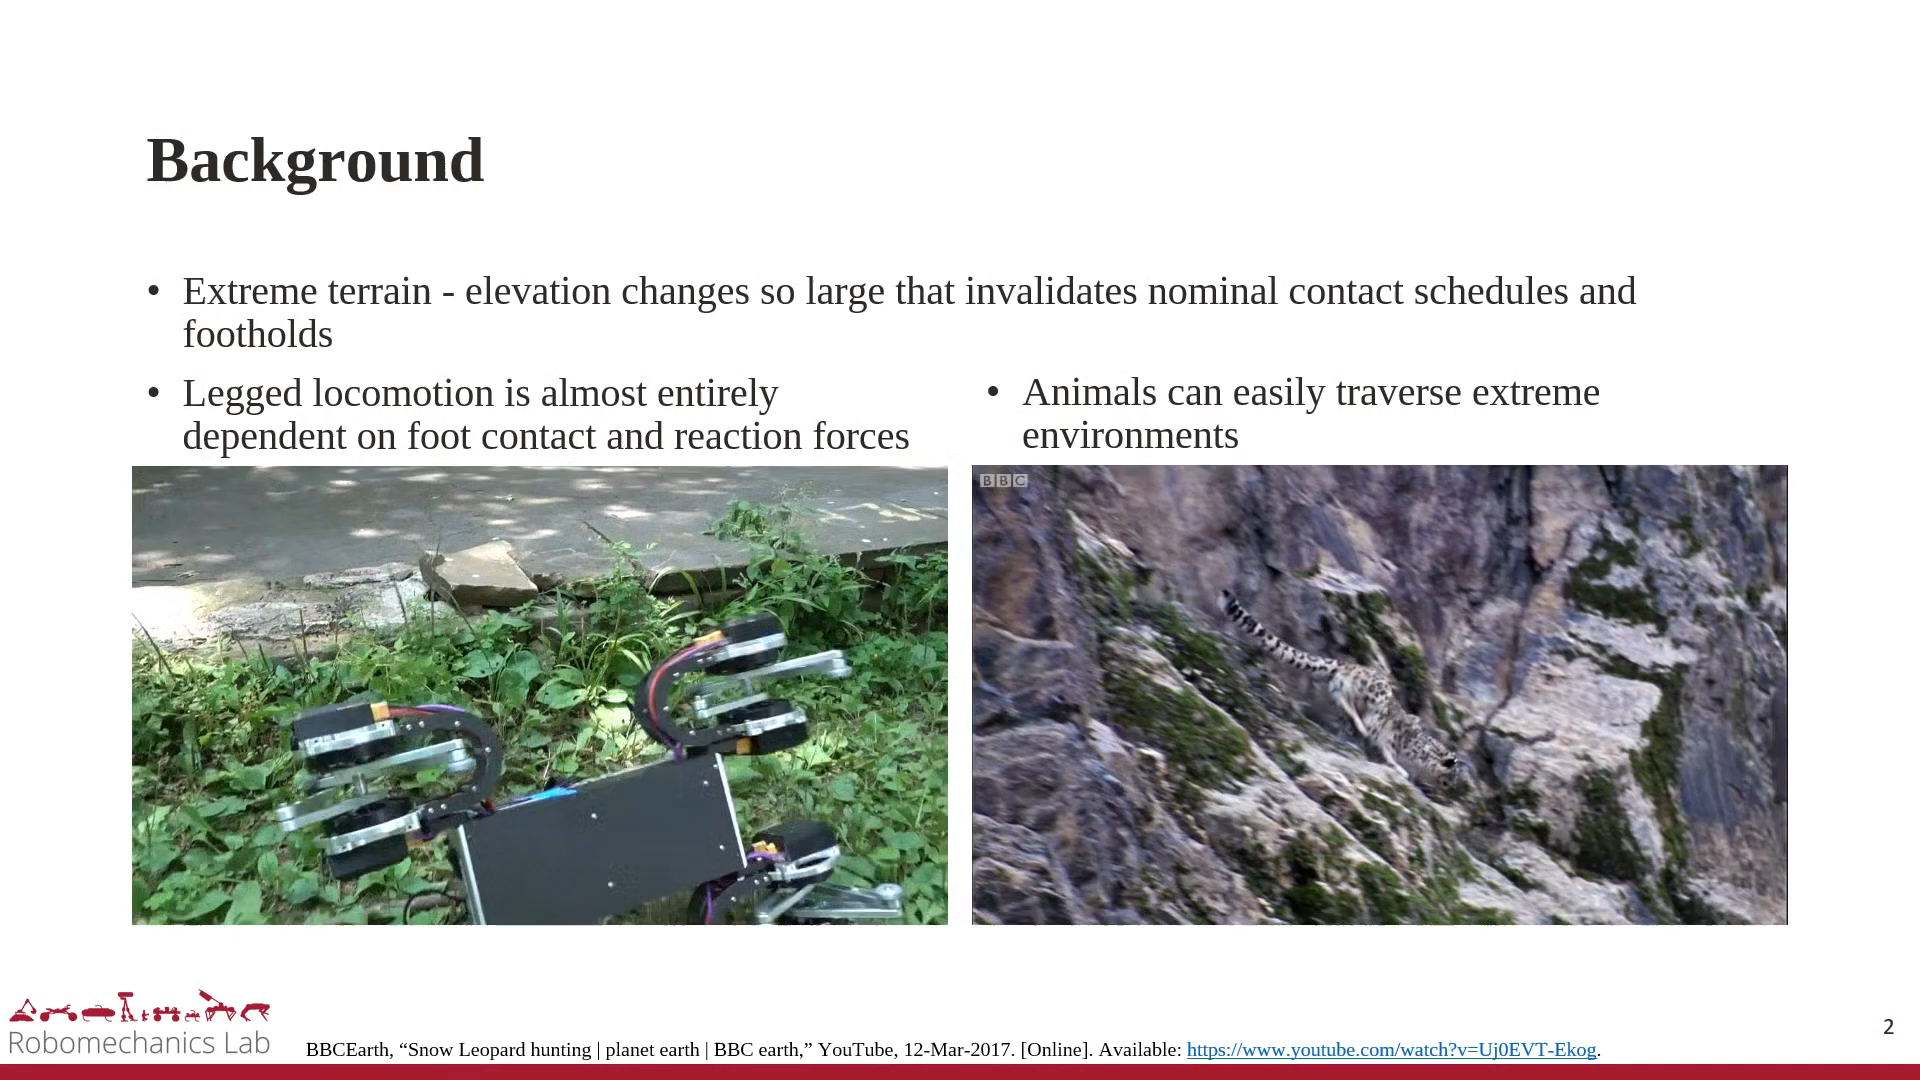 Background
• Extreme terrain - elevation changes so large that invalidates nominal contact schedules and
footholds
• Legged locomotion is almost entirely
dependent on foot contact and reaction forces
• Animals can easily traverse extreme
environments
BBC
Robomechanics Lab
BBCEarth, “Snow Leopard hunting | planet earth | BBC earth,” YouTube, 12-Mar-2017. [Online]. Available: https://www.youtube.com/watch?v=Uj0EVT-Ekog.
2